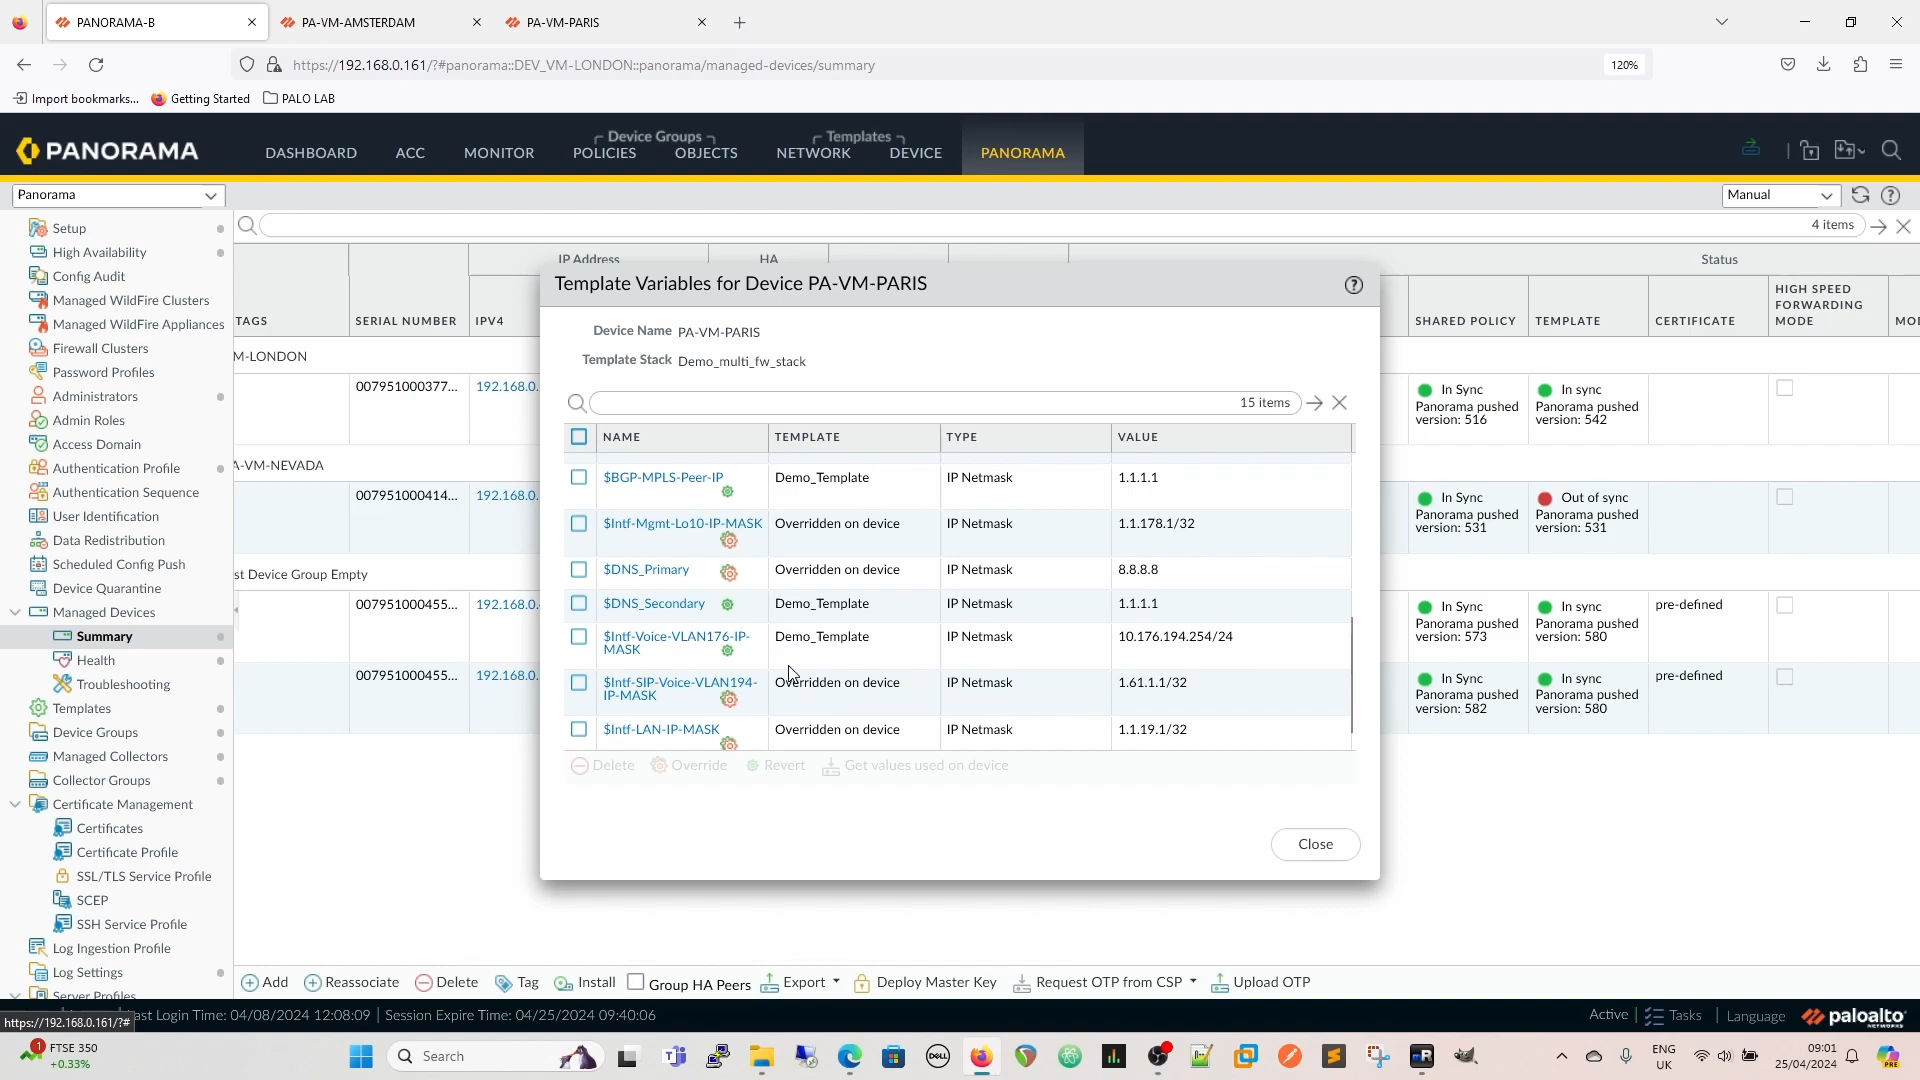 PANORAMA-B
PA-VM-AMSTERDAM
PA-VM-PARIS
https://192.168.0.161/?#panorama::DEV_VM-LONDON::panorama/managed-devices/summary
120%
Import bookmarks...
Getting Started
PALO LAB
PANORAMA
DASHBOARD
ACC
MONITOR
Device Groups
POLICIES
OBJECTS
Templates
NETWORK
DEVICE
PANORAMA
Panorama
Manual
4 items
Setup
High Availability
Config Audit
Managed WildFire Clusters
Managed WildFire Appliances
Firewall Clusters
Password Profiles
Administrators
Admin Roles
Access Domain
Authentication Profile
Authentication Sequence
User Identification
Data Redistribution
Scheduled Config Push
Device Quarantine
Managed Devices
Summary
Health
Troubleshooting
Templates
Device Groups
Managed Collectors
Collector Groups
Certificate Management
Certificates
Certificate Profile
SSL/TLS Service Profile
SCEP
SSH Service Profile
Log Ingestion Profile
Log Settings
Server Profiles
IP Address
HA
Status
TAGS
SERIAL NUMBER
IPV4
SHARED POLICY
TEMPLATE
CERTIFICATE
HIGH SPEED
FORWARDING
MODE
MOD
M-LONDON
007951000377...
192.168.0.
In Sync
Panorama pushed
version: 516
In sync
Panorama pushed
version: 542
A-VM-NEVADA
007951000414...
192.168.0.
In Sync
Panorama pushed
version: 531
Out of sync
Panorama pushed
version: 531
st Device Group Empty
007951000455...
192.168.0.
In Sync
Panorama pushed
version: 573
In sync
Panorama pushed
version: 580
pre-defined
007951000455...
192.168.0.
In Sync
Panorama pushed
version: 582
In sync
Panorama pushed
version: 580
pre-defined
Template Variables for Device PA-VM-PARIS
Device Name PA-VM-PARIS
Template Stack Demo_multi_fw_stack
15 items
NAME TEMPLATE TYPE VALUE
$BGP-MPLS-Peer-IP Demo_Template IP Netmask 1.1.1.1
$Intf-Mgmt-Lo10-IP-MASK Overridden on device IP Netmask 1.1.178.1/32
$DNS_Primary Overridden on device IP Netmask 8.8.8.8
$DNS_Secondary Demo_Template IP Netmask 1.1.1.1
$Intf-Voice-VLAN176-IP- Demo_Template IP Netmask 10.176.194.254/24
MASK
$Intf-SIP-Voice-VLAN194- Overridden on device IP Netmask 1.61.1.1/32
IP-MASK
$Intf-LAN-IP-MASK Overridden on device IP Netmask 1.1.19.1/32
Delete Override Revert Get values used on device
Close
Add Reassociate Delete Tag Install Group HA Peers Export Deploy Master Key Request OTP from CSP Upload OTP
https://192.168.0.161/?#
st Login Time: 04/08/2024 12:08:09 | Session Expire Time: 04/25/2024 09:40:06
Active | Tasks | Language
paloalto
NETWORKS
1
FTSE 350
+0.33%
Search
DELL
ENG
UK
09:01
25/04/2024
PRE